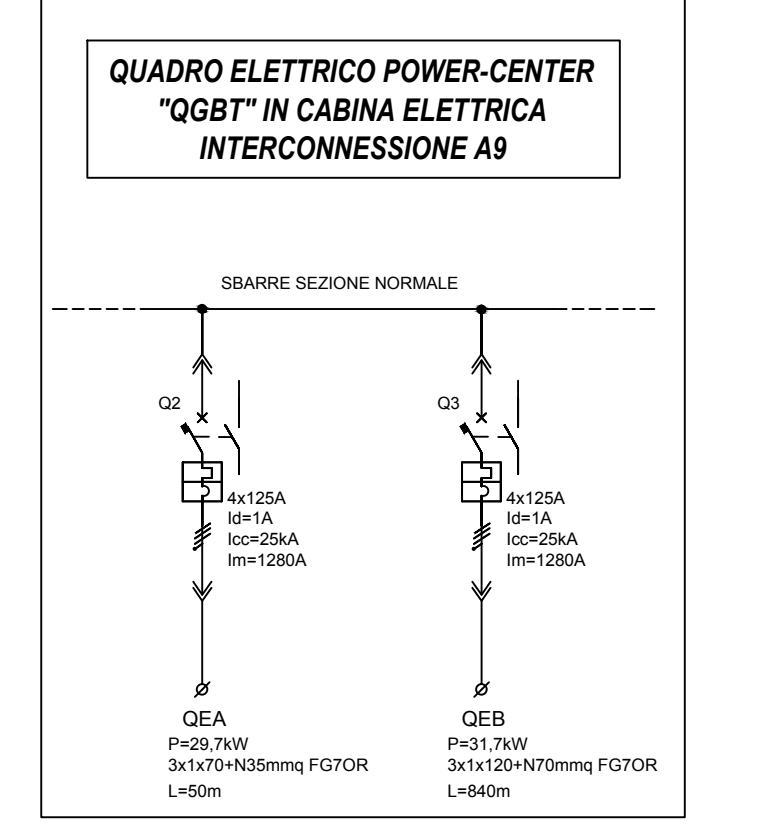 QUADRO ELETTRICO POWER-CENTER
"QGBT" IN CABINA ELETTRICA
INTERCONNESSIONE A9
SBARRE SEZIONE NORMALE
Q2
4x125A
Id=1A
Icc=25kA
Im=1280A
QEA
P=29,7kW
3x1x70+N35mmq FG7OR
L=50m
Q3
4x125A
Id=1A
Icc=25kA
Im=1280A
QEB
P=31,7kW
3x1x120+N70mmq FG7OR
L=840m